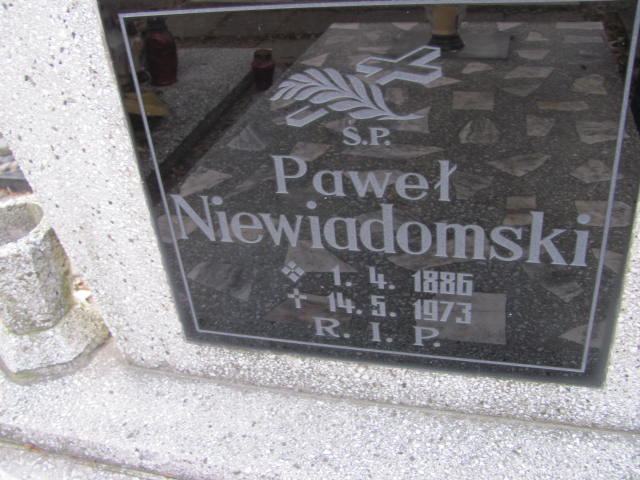 Ś.P.
Paweł
Niewiadomski
1. 4. 1886
14. 5. 1973
R. I. P.